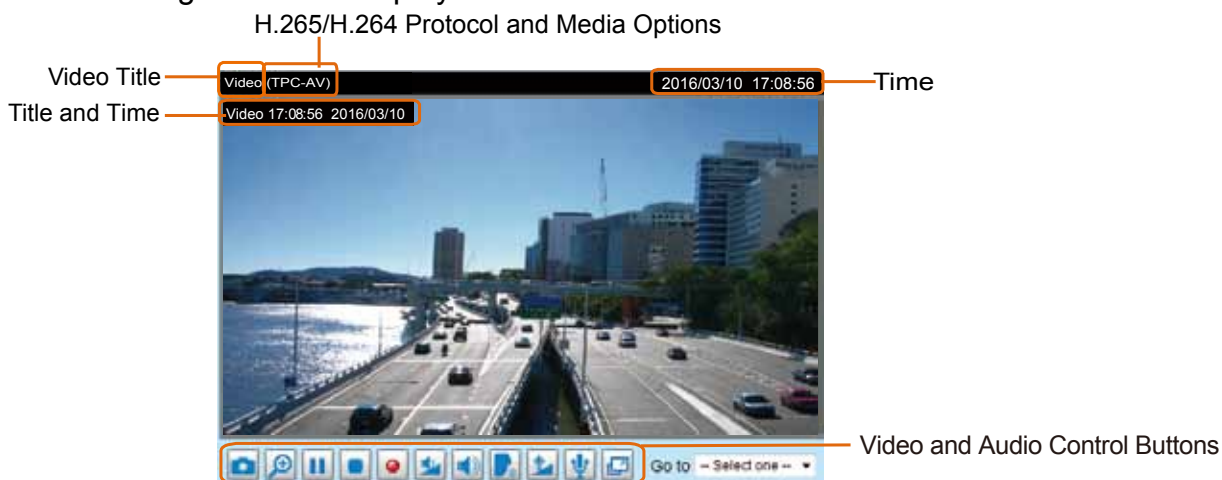 H.265/H.264 Protocol and Media Options
Video Title
Video (TPC-AV)
2016/03/10 17:08:56
Time
Title and Time
Video 17:08:56 2016/03/10
Video and Audio Control Buttons
Go to
-- Select one --